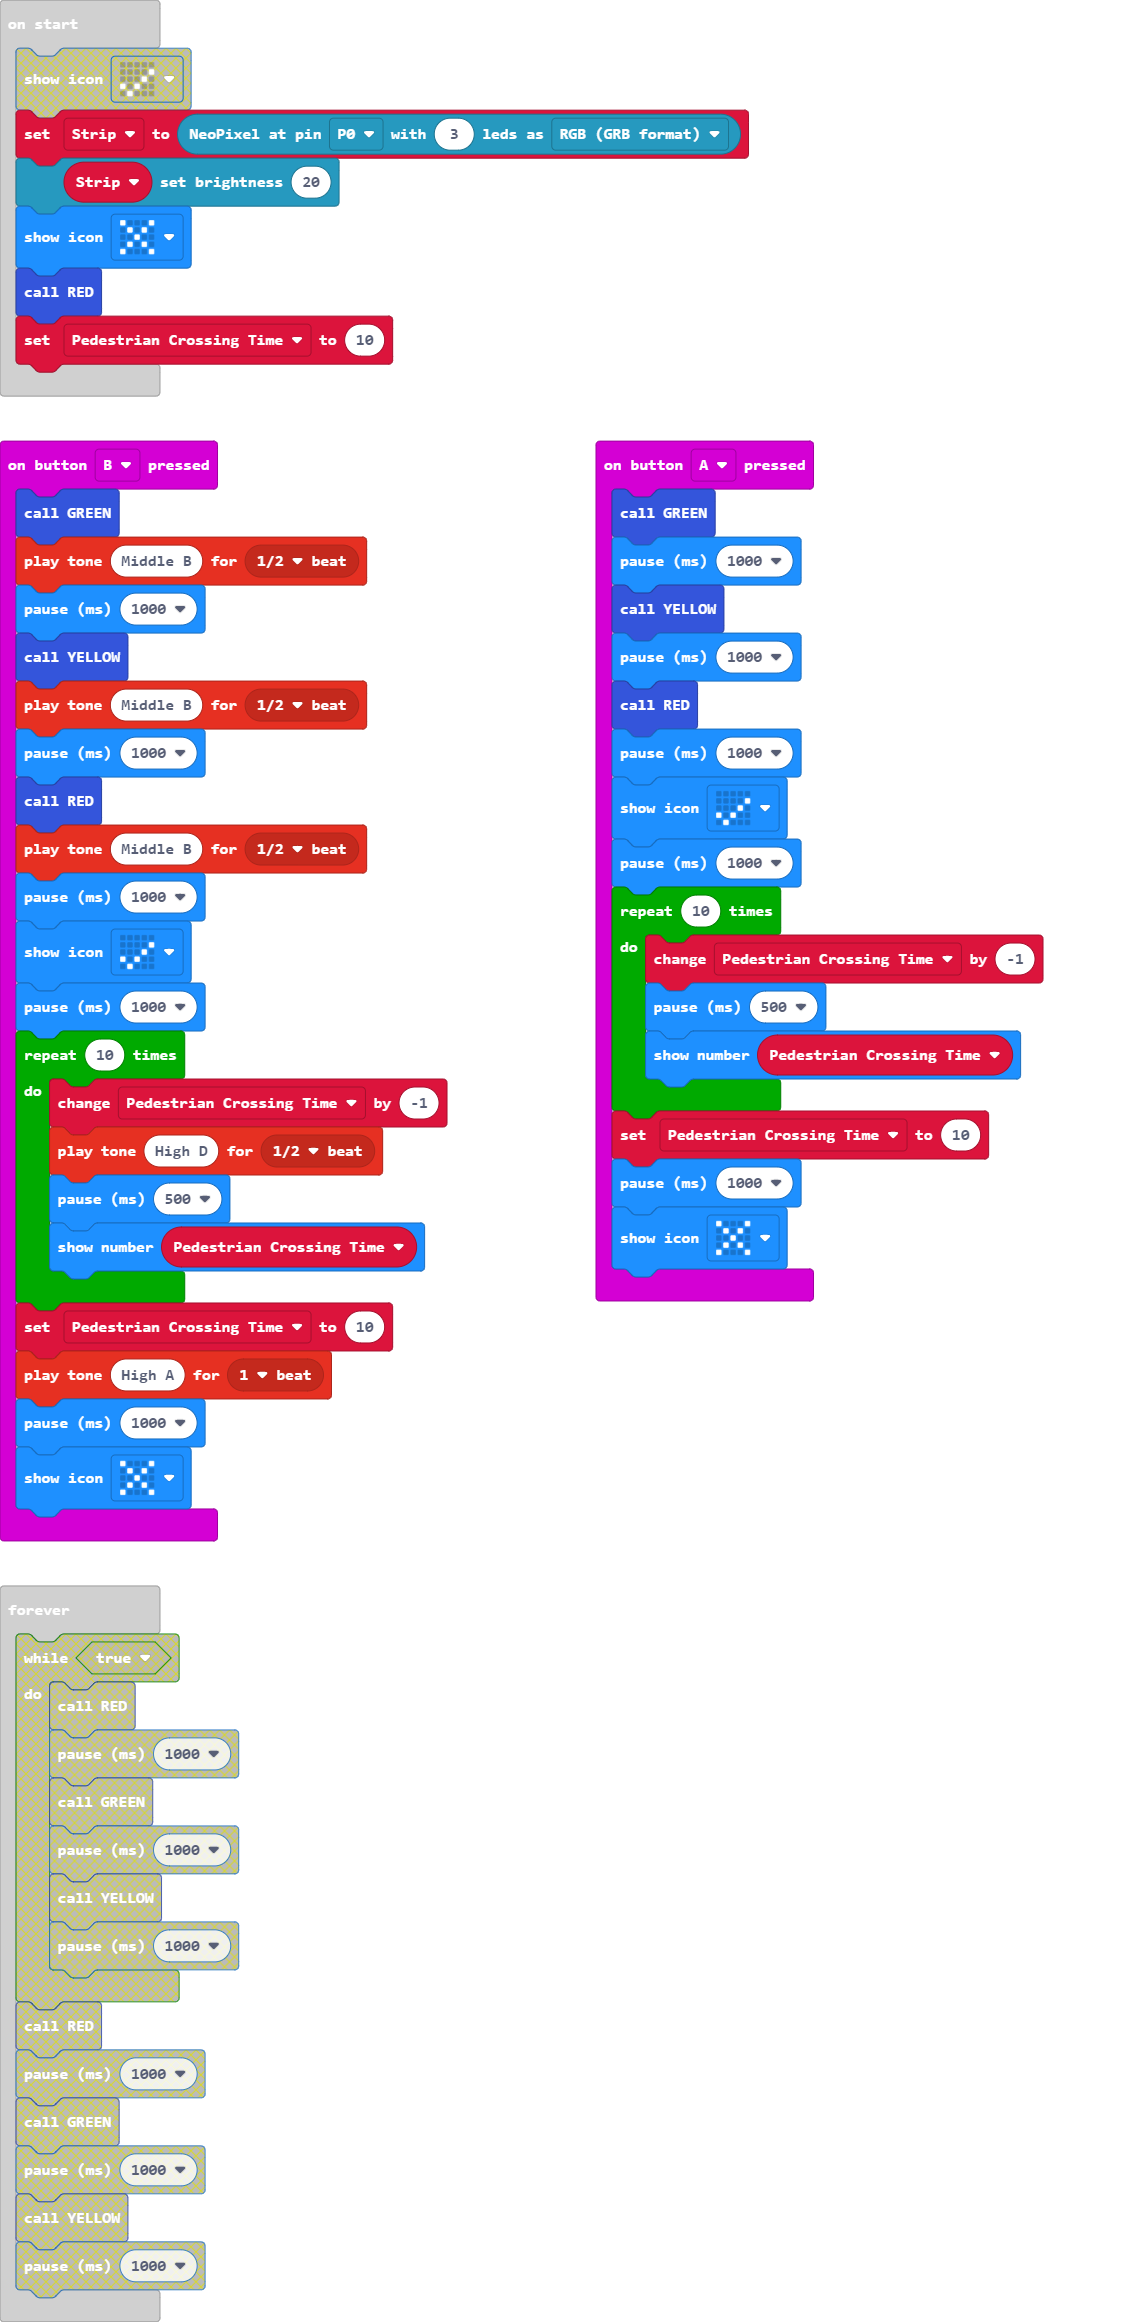 on start
show icon
set Strip to NeoPixel at pin P0 with 3 leds as RGB (GRB format)
Strip set brightness 20
show icon
call RED
set Pedestrian Crossing Time to 10
on button B pressed
call GREEN
play tone Middle B for 1/2 beat
pause (ms) 1000
call YELLOW
play tone Middle B for 1/2 beat
pause (ms) 1000
call RED
play tone Middle B for 1/2 beat
pause (ms) 1000
show icon
pause (ms) 1000
repeat 10 times
do
change Pedestrian Crossing Time by -1
play tone High D for 1/2 beat
pause (ms) 500
show number Pedestrian Crossing Time
set Pedestrian Crossing Time to 10
play tone High A for 1 beat
pause (ms) 1000
show icon
on button A pressed
call GREEN
pause (ms) 1000
call YELLOW
pause (ms) 1000
call RED
pause (ms) 1000
show icon
pause (ms) 1000
repeat 10 times
do
change Pedestrian Crossing Time by -1
pause (ms) 500
show number Pedestrian Crossing Time
set Pedestrian Crossing Time to 10
pause (ms) 1000
show icon
forever
while true
do
call RED
pause (ms) 1000
call GREEN
pause (ms) 1000
call YELLOW
pause (ms) 1000
call RED
pause (ms) 1000
call GREEN
pause (ms) 1000
call YELLOW
pause (ms) 1000